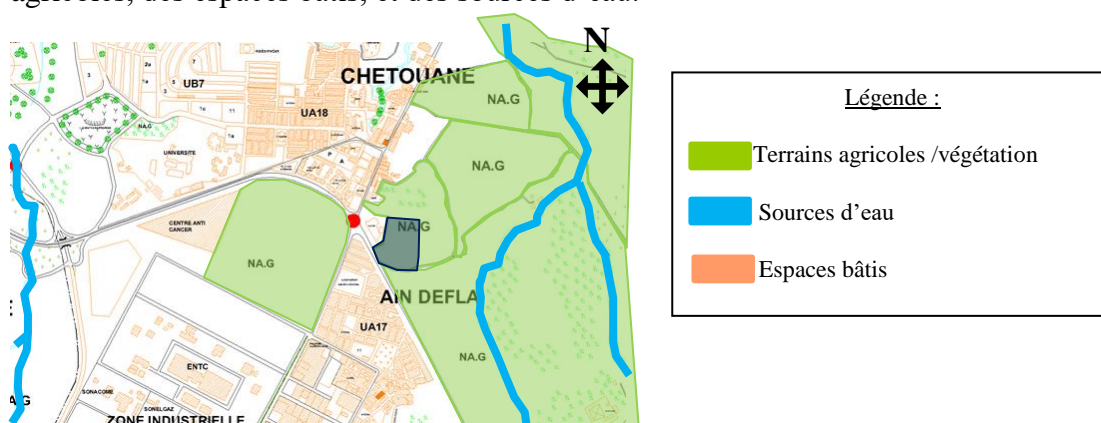 agricoles, des espaces bâtis, et des sources d'eau.
N
CHETOUANE
UB7
UA18
NA.G
NA.G
UNIVERSITE
NA.G
CENTRE ANTI
CANCER
NA.G
NA.G
AIN DEFLA
UA17
NA.G
ENTC
SONACOME
SONELGAZ
ZONE INDUSTRIELLE
Légende :
Terrains agricoles /végétation
Sources d'eau
Espaces bâtis